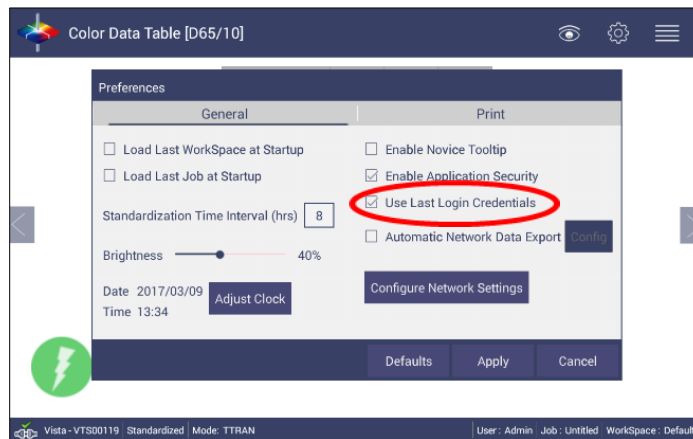 Color Data Table [D65/10]
Preferences
General
Print
Load Last WorkSpace at Startup
Load Last Job at Startup
Standardization Time Interval (hrs) 8
Brightness 40%
Date 2017/03/09
Time 13:34
Adjust Clock
Enable Novice Tooltip
Enable Application Security
Use Last Login Credentials
Automatic Network Data Export Config
Configure Network Settings
Defaults Apply Cancel
Vista - VTS00119 Standardized Mode: TTRAN User : Admin Job : Untitled WorkSpace : Default